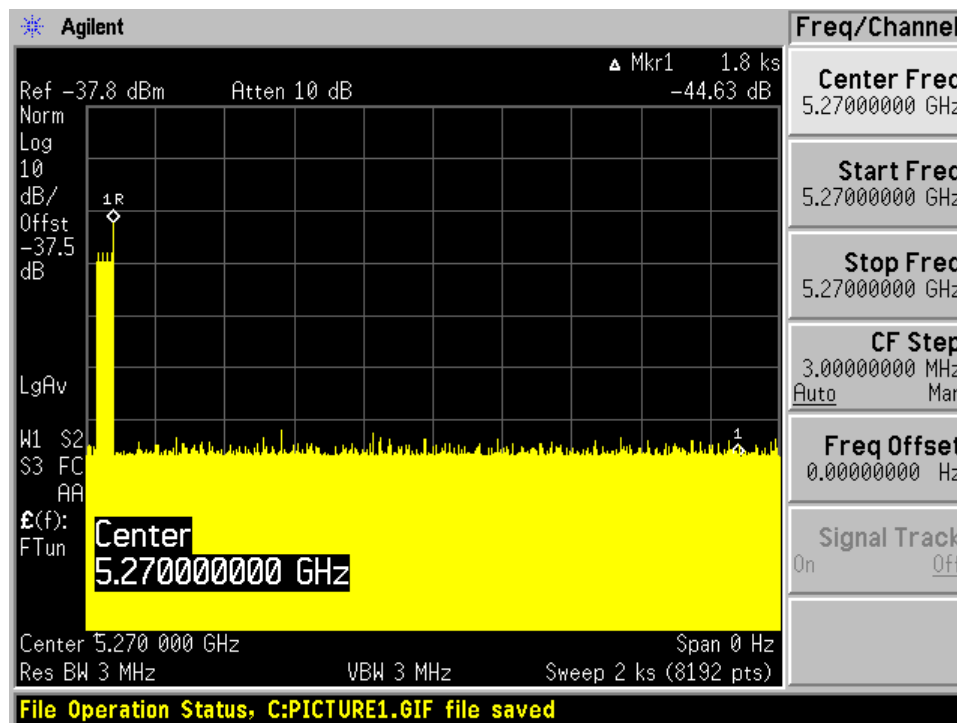 Agilent
Freq/Channel
Δ Mkr1 1.8 ks
Ref -37.8 dBm Atten 10 dB -44.63 dB
Norm
Log
10
dB/
Offst
-37.5
dB
1R
LgAv
W1 S2
S3 FC
AA
£(f):
FTun
1
Center
5.270000000 GHz
Center 5.270 000 GHz Span 0 Hz
Res BW 3 MHz VBW 3 MHz Sweep 2 ks (8192 pts)
File Operation Status, C:PICTURE1.GIF file saved
Center Freq
5.27000000 GHz
Start Freq
5.27000000 GHz
Stop Freq
5.27000000 GHz
CF Step
3.00000000 MHz
Auto Man
Freq Offset
0.00000000 Hz
Signal Track
On Off